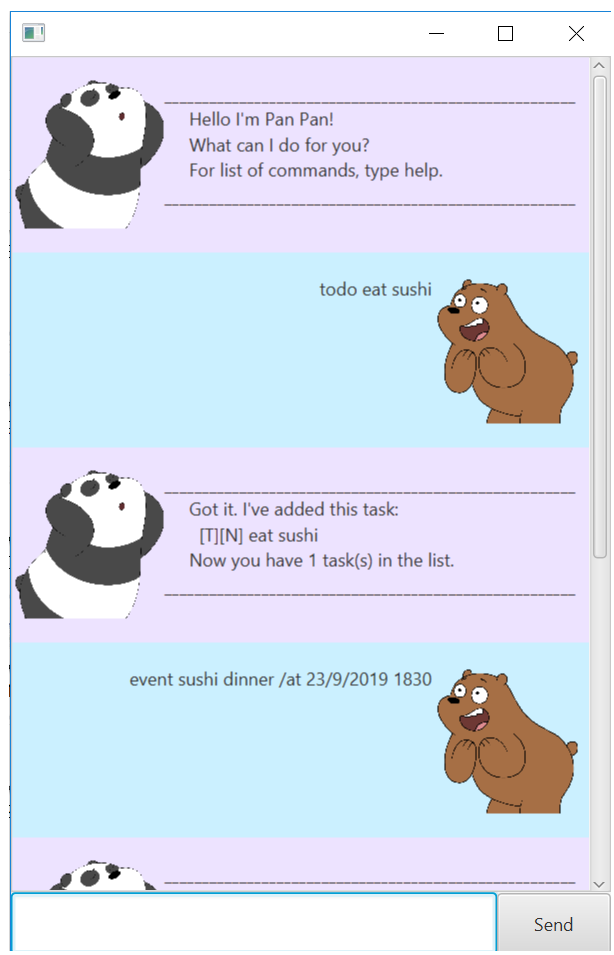 Hello I'm Pan Pan!
What can I do for you?
For list of commands, type help.
todo eat sushi
Got it. I've added this task:
[T][N] eat sushi
Now you have 1 task(s) in the list.
event sushi dinner /at 23/9/2019 1830
Send